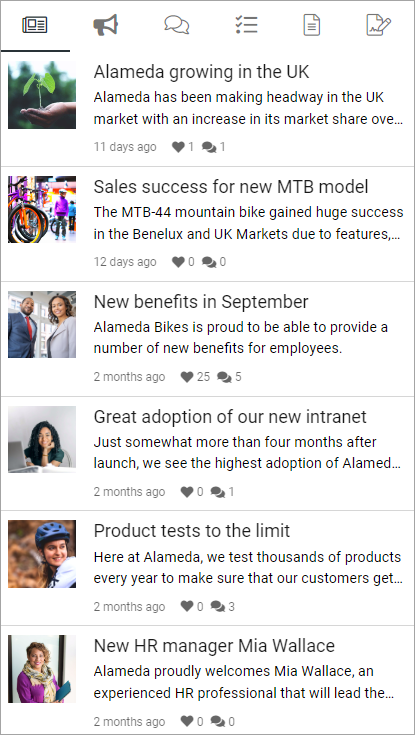 Alameda growing in the UK
Alameda has been making headway in the UK
market with an increase in its market share ove...
11 days ago 1 1
Sales success for new MTB model
The MTB-44 mountain bike gained huge success
in the Benelux and UK Markets due to features,...
12 days ago 0 0
New benefits in September
Alameda Bikes is proud to be able to provide a
number of new benefits for employees.
2 months ago 25 5
Great adoption of our new intranet
Just somewhat more than four months after
launch, we see the highest adoption of Alamed...
2 months ago 0 1
Product tests to the limit
Here at Alameda, we test thousands of products
every year to make sure that our customers get...
2 months ago 0 3
New HR manager Mia Wallace
Alameda proudly welcomes Mia Wallace, an
experienced HR professional that will lead the...
2 months ago 0 0